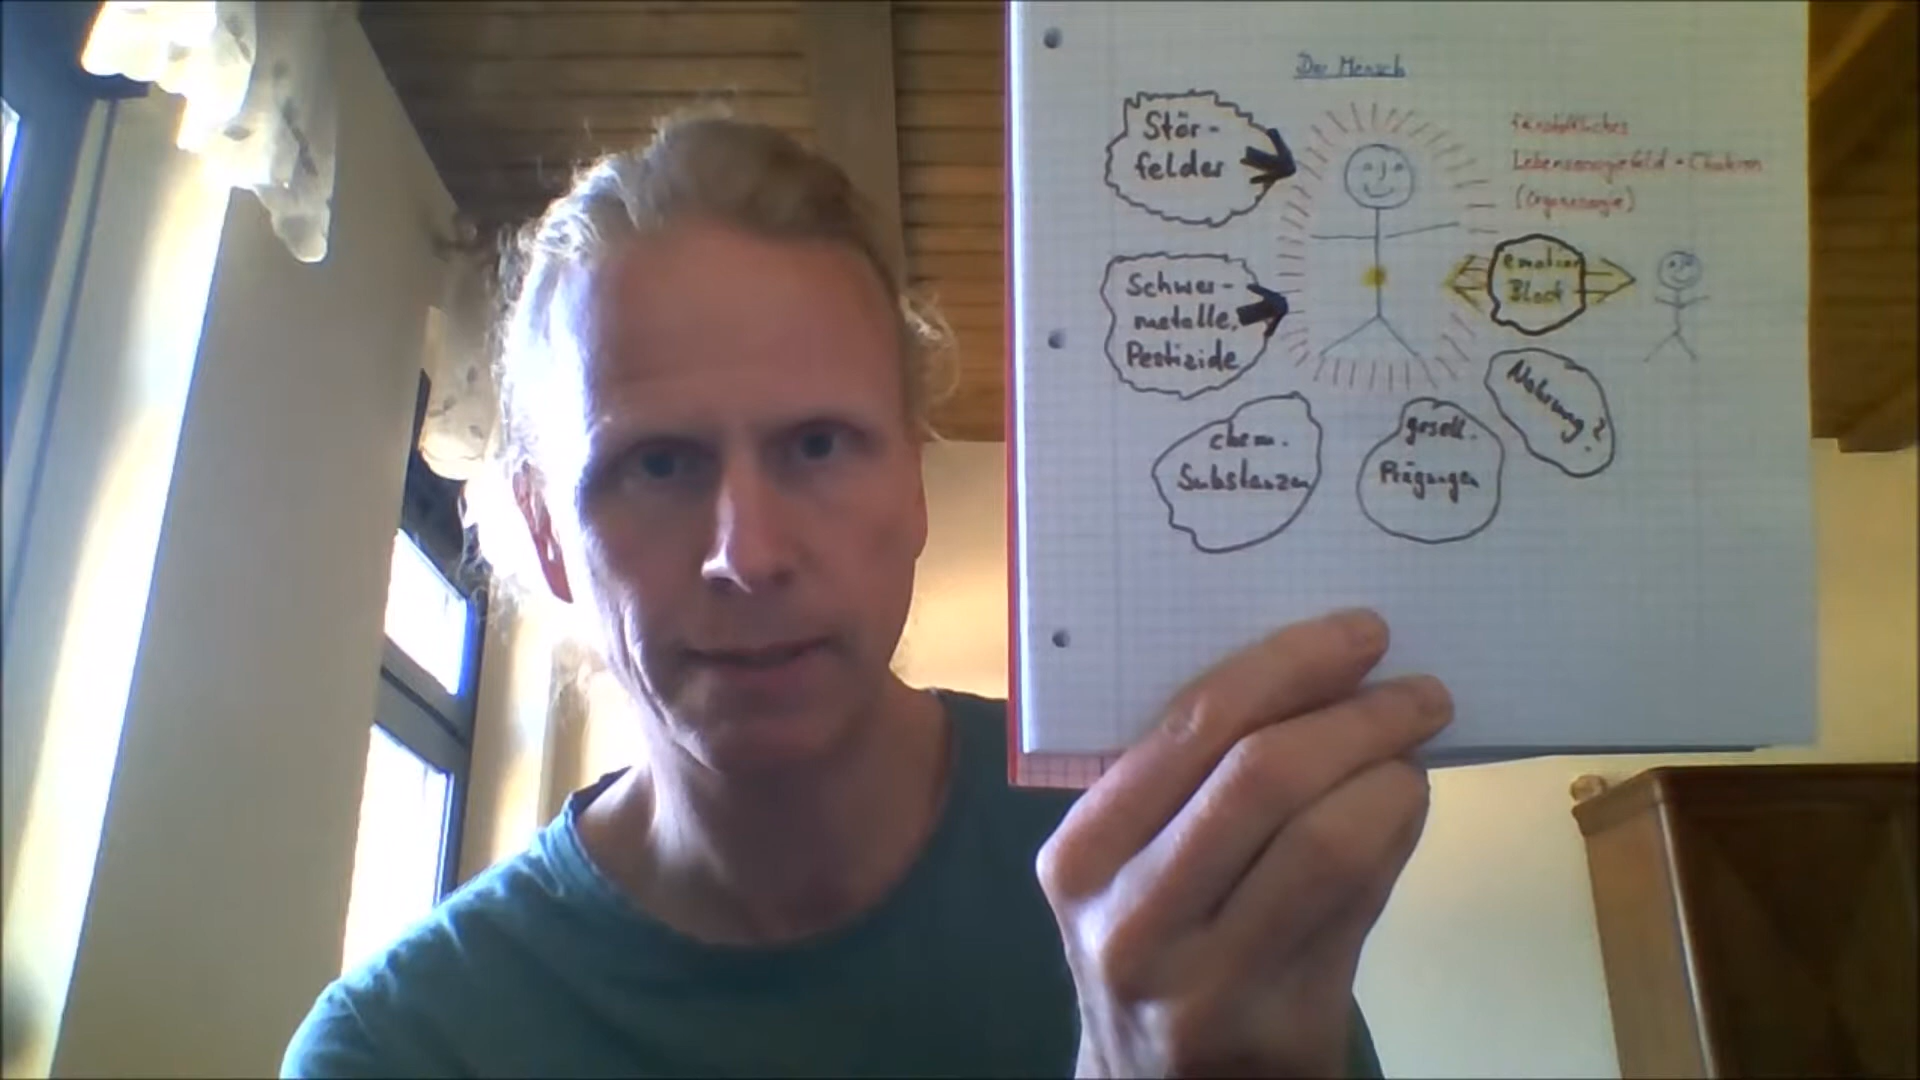 Der Mensch
Stör-
felder
feinstoffliches
Lebensenergiefeld + Chakren
(Orgonenergie)
emotion
Block
Schwer-
metalle,
Pestizide
Nahrung?
chem.
Substanzen
gesell.
Prägungen